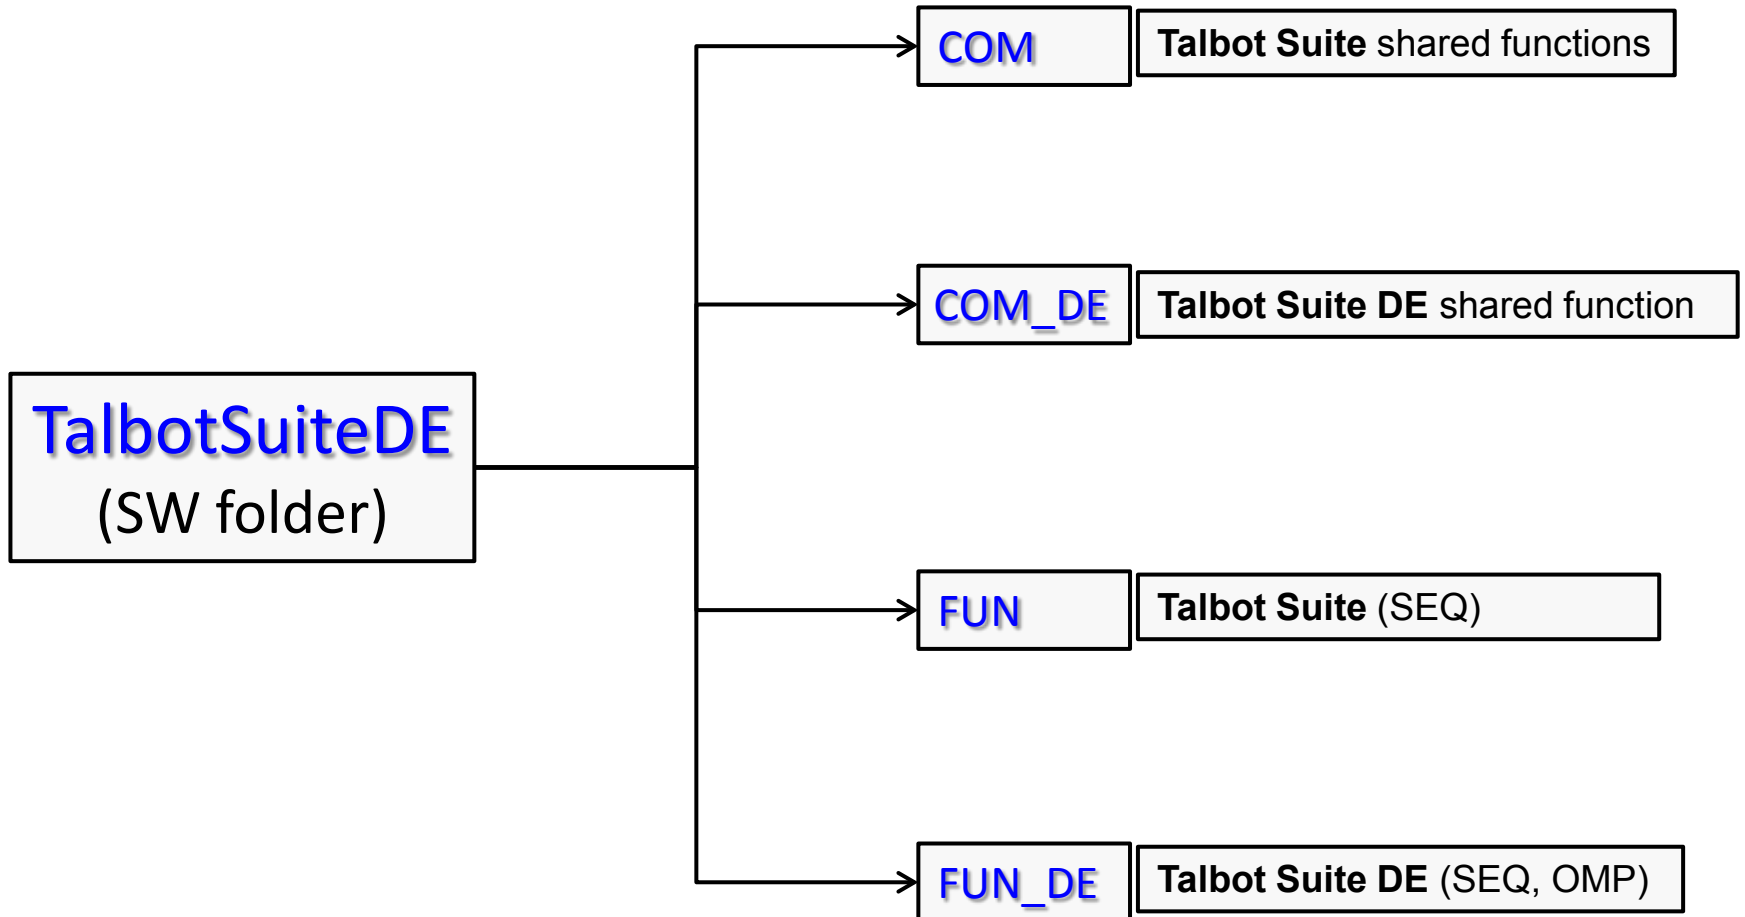 COM
Talbot Suite shared functions
COM_DE
Talbot Suite DE shared function
TalbotSuiteDE
(SW folder)
FUN
Talbot Suite (SEQ)
FUN_DE
Talbot Suite DE (SEQ, OMP)